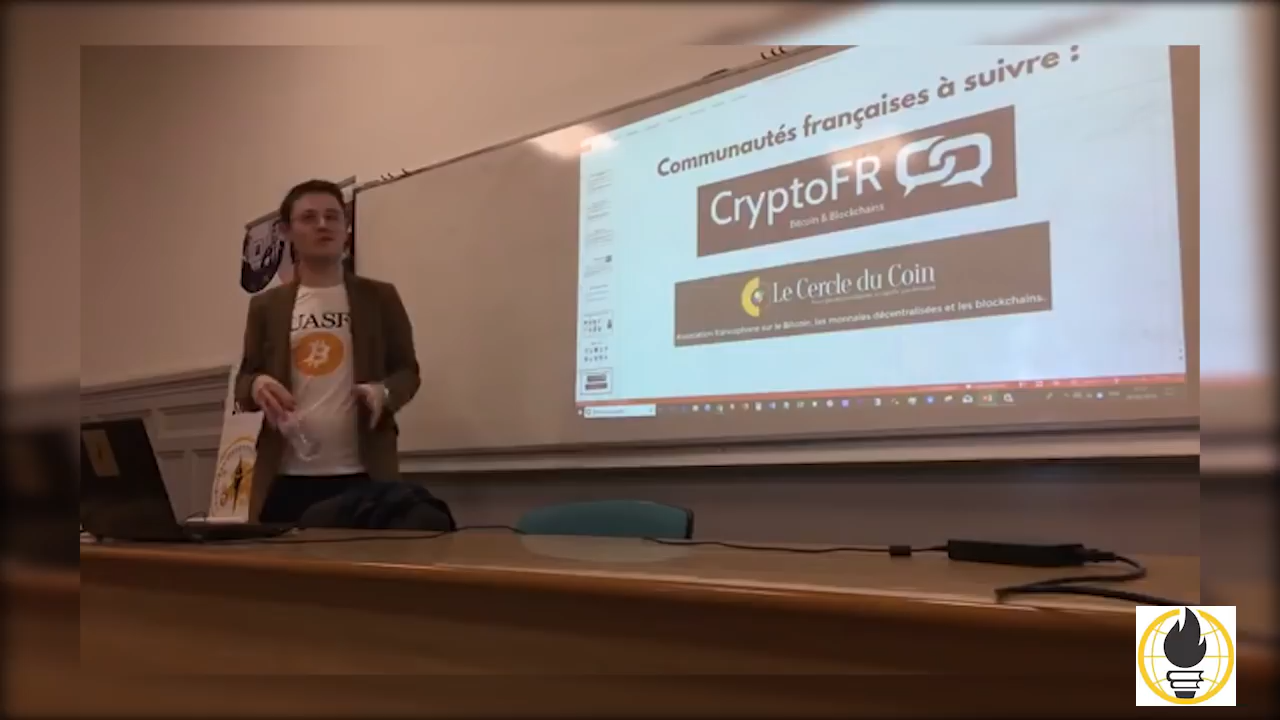 Communautés françaises à suivre :
CryptoFR
Bitcoin & Blockchains
Le Cercle du Coin
Association francophone sur le Bitcoin, les monnaies décentralisées et les blockchains.
UASF